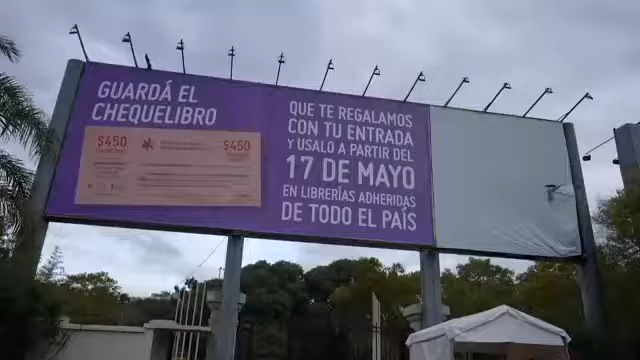 GUARDÁ EL
CHEQUELIBRO
$450
$450
QUE TE REGALAMOS
CON TU ENTRADA
Y USALO A PARTIR DEL
17 DE MAYO
EN LIBRERÍAS ADHERIDAS
DE TODO EL PAÍS